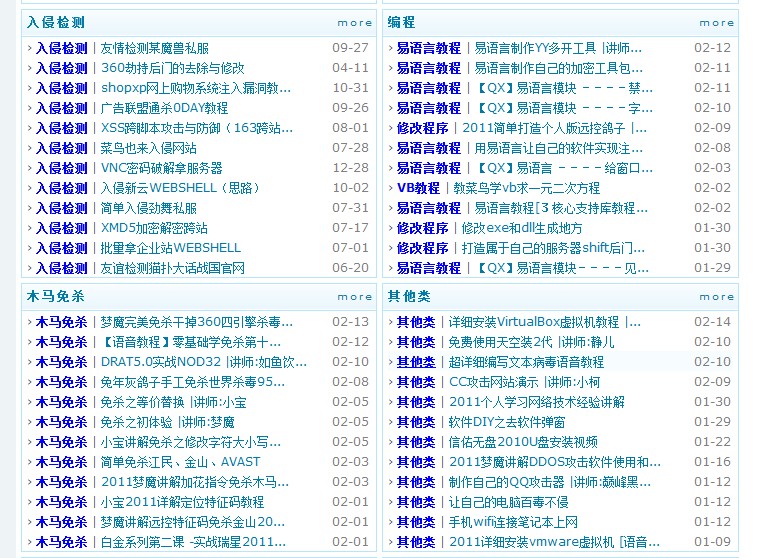 入侵检测 more
› 入侵检测 | 友情检测某魔兽私服 09-27
› 入侵检测 | 360劫持后门的去除与修改 04-11
› 入侵检测 | shopxp网上购物系统注入漏洞教... 10-31
› 入侵检测 | 广告联盟通杀0DAY教程 09-26
› 入侵检测 | XSS跨脚本攻击与防御（163跨站... 08-01
› 入侵检测 | 菜鸟也来入侵网站 07-28
› 入侵检测 | VNC密码破解拿服务器 12-28
› 入侵检测 | 入侵新云WEBSHELL（思路） 10-02
› 入侵检测 | 简单入侵劲舞私服 07-31
› 入侵检测 | XMD5加密解密跨站 07-17
› 入侵检测 | 批量拿企业站WEBSHELL 07-01
› 入侵检测 | 友谊检测猫扑大话战国官网 06-20
编程 more
› 易语言教程 | 易语言制作YY多开工具 |讲师... 02-12
› 易语言教程 | 易语言制作自己的加密工具包... 02-11
› 易语言教程 | 【QX】易语言模块 －－－－禁... 02-11
› 易语言教程 | 【QX】易语言模块 －－－－字... 02-10
› 修改程序 | 2011简单打造个人版远控鸽子 |... 02-09
› 易语言教程 | 用易语言让自己的软件实现注... 02-08
› 易语言教程 | 【QX】易语言 －－－－给窗口... 02-03
› VB教程 | 教菜鸟学vb求一元二次方程 02-02
› 易语言教程 | 易语言教程[3 核心支持库教程... 02-02
› 修改程序 | 修改exe和dll生成地方 01-30
› 修改程序 | 打造属于自己的服务器shift后门... 01-30
› 易语言教程 | 【QX】易语言模块－－－－见... 01-29
木马免杀 more
› 木马免杀 | 梦魔完美免杀干掉360四引擎杀毒... 02-13
› 木马免杀 | 【语音教程】零基础学免杀第十... 02-12
› 木马免杀 | DRAT5.0实战NOD32 |讲师:如鱼饮... 02-10
› 木马免杀 | 兔年灰鸽子手工免杀世界杀毒95... 02-08
› 木马免杀 | 免杀之等价替换 |讲师:小宝 02-05
› 木马免杀 | 免杀之初体验 |讲师:梦魔 02-05
› 木马免杀 | 小宝讲解免杀之修改字符大小写... 02-05
› 木马免杀 | 简单免杀江民、金山、AVAST 02-03
› 木马免杀 | 2011梦魔讲解加花指令免杀木马... 02-03
› 木马免杀 | 小宝2011详解定位特征码教程 02-01
› 木马免杀 | 梦魔讲解远控特征码免杀金山20... 02-01
› 木马免杀 | 白金系列第二课 -实战瑞星2011... 02-01
其他类 more
› 其他类 | 详细安装VirtualBox虚拟机教程 |... 02-14
› 其他类 | 免费使用天空装2代 |讲师:静儿 02-10
› 其他类 | 超详细编写文本病毒语音教程 02-10
› 其他类 | CC攻击网站演示 |讲师:小柯 02-09
› 其他类 | 2011个人学习网络技术经验讲解 01-30
› 其他类 | 软件DIY之去软件弹窗 01-29
› 其他类 | 信佑无盘2010U盘安装视频 01-22
› 其他类 | 2011梦魔讲解DDOS攻击软件使用和... 01-16
› 其他类 | 制作自己的QQ攻击器 |讲师:巅峰黑... 01-12
› 其他类 | 让自己的电脑百毒不侵 01-12
› 其他类 | 手机wifi连接笔记本上网 01-12
› 其他类 | 2011详细安装vmware虚拟机 [语音... 01-09